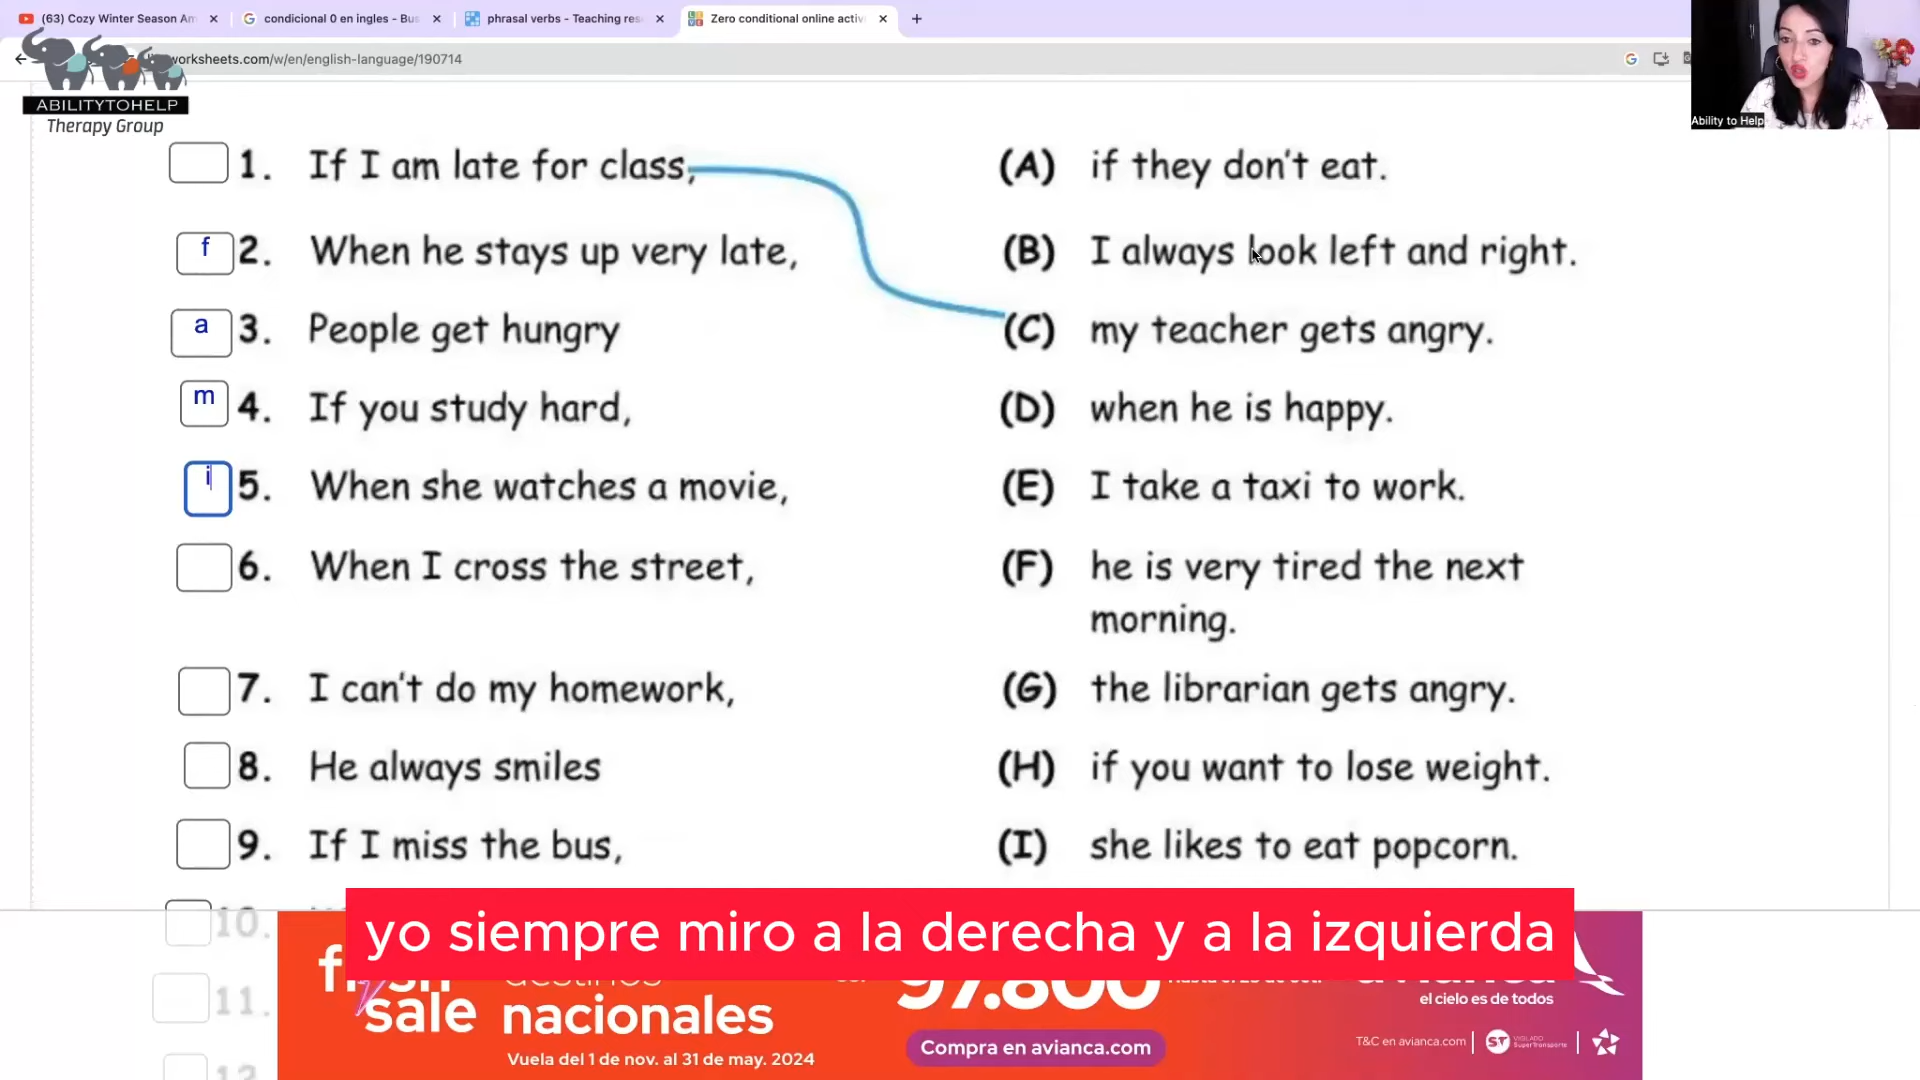 (63) Cozy Winter Season Am
condicional 0 en ingles - Bus
phrasal verbs - Teaching res
Zero conditional online activ
worksheets.com/w/en/english-language/190714
ABILITYTOHELP
Therapy Group
Ability to Help
1. If I am late for class,
(A) if they don't eat.
f 2. When he stays up very late,
(B) I always look left and right.
a 3. People get hungry
(C) my teacher gets angry.
m 4. If you study hard,
(D) when he is happy.
i 5. When she watches a movie,
(E) I take a taxi to work.
6. When I cross the street,
(F) he is very tired the next
morning.
7. I can't do my homework,
(G) the librarian gets angry.
8. He always smiles
(H) if you want to lose weight.
9. If I miss the bus,
(I) she likes to eat popcorn.
10.
yo siempre miro a la derecha y a la izquierda
11.
sale
nacionales
97.800
el cielo es de todos
Vuela del 1 de nov. al 31 de may. 2024
Compra en avianca.com
T&C en avianca.com
12.